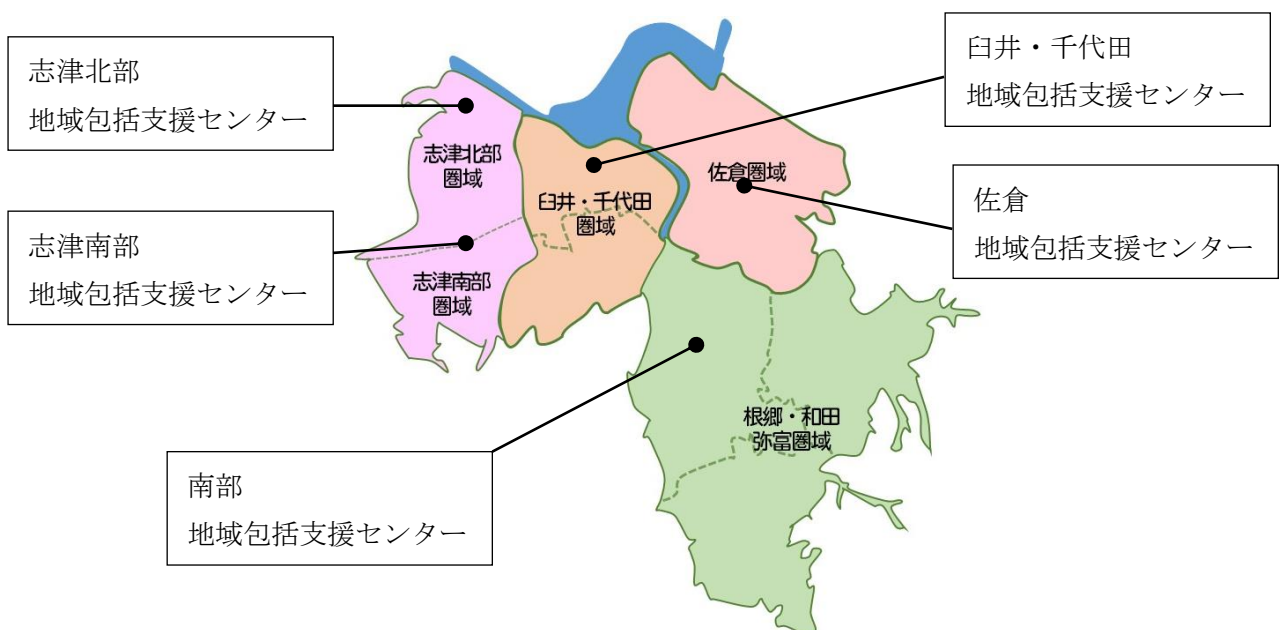 志津北部
地域包括支援センター
臼井・千代田
地域包括支援センター
志津北部
圏域
佐倉圏域
臼井・千代田
圏域
佐倉
地域包括支援センター
志津南部
地域包括支援センター
志津南部
圏域
根郷・和田
弥富圏域
南部
地域包括支援センター